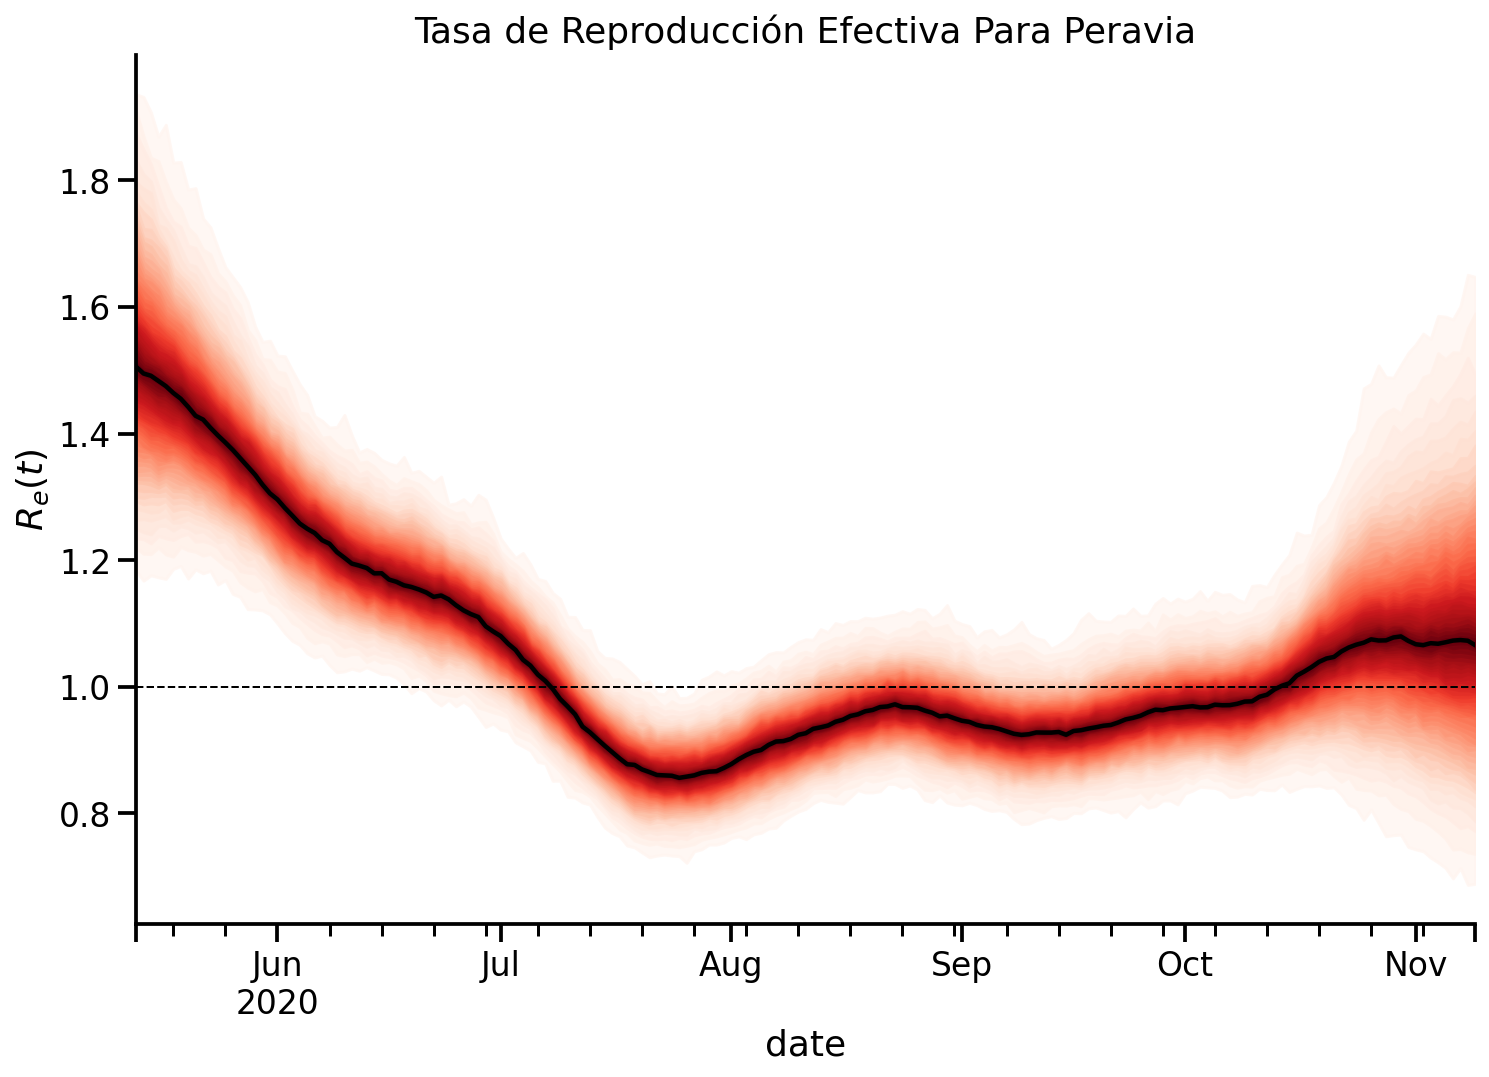 Tasa de Reproducción Efectiva Para Peravia
1.8
1.6
1.4
1.2
1.0
0.8
$R_e(t)$
Jun Jul Aug Sep Oct Nov
2020
date